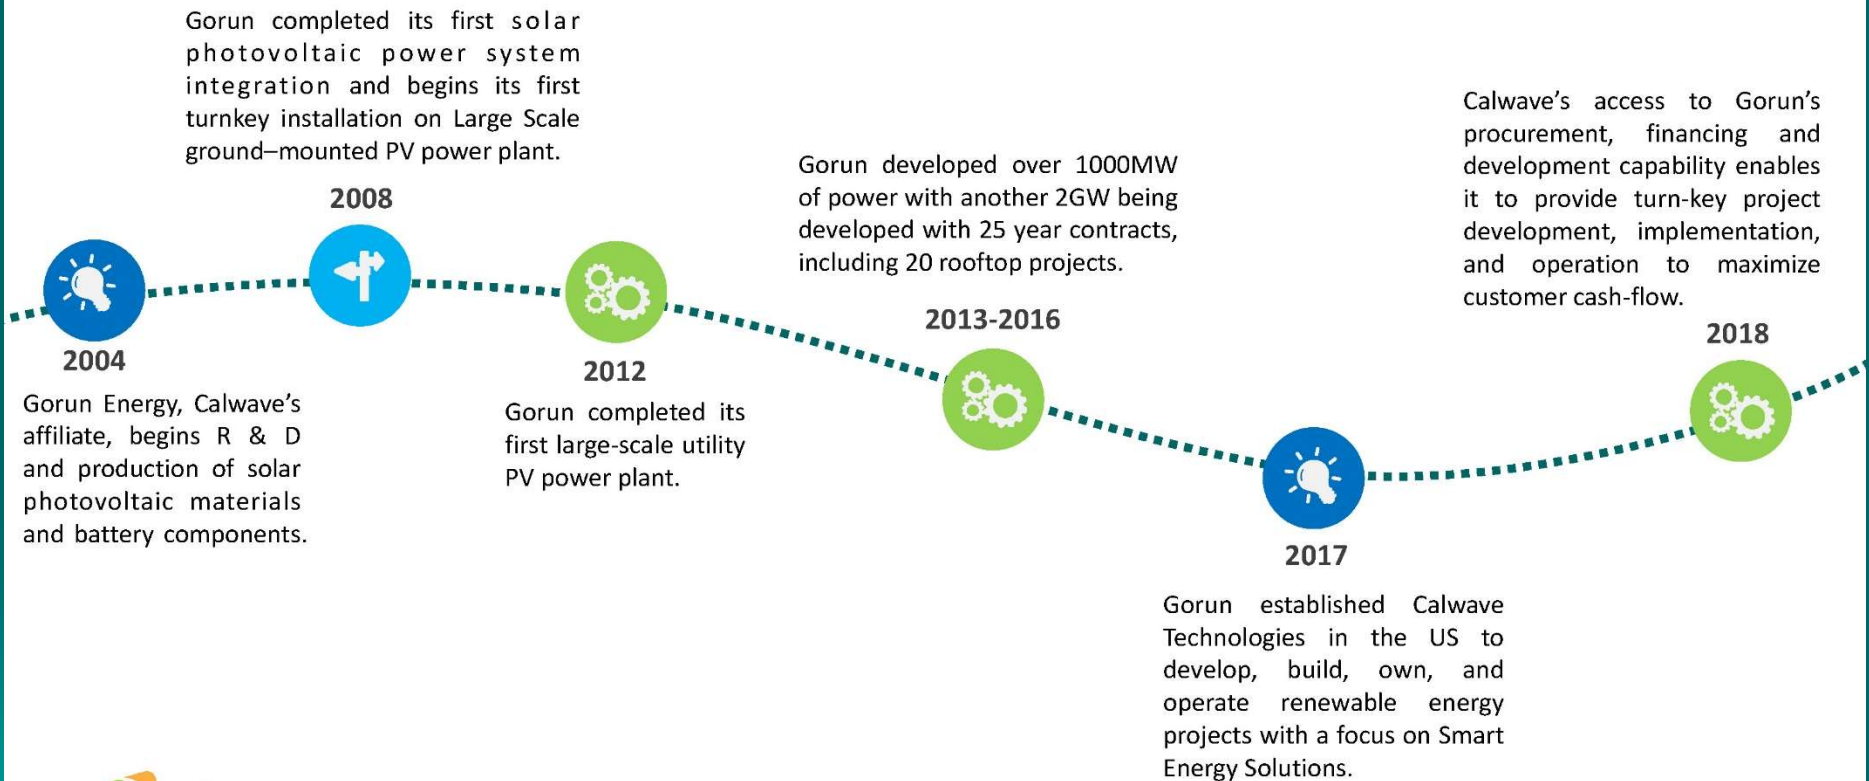 Gorun completed its first solar
photovoltaic power system
integration and begins its first
turnkey installation on Large Scale
ground–mounted PV power plant.
2008
2004
Gorun Energy, Calwave’s
affiliate, begins R & D
and production of solar
photovoltaic materials
and battery components.
2012
Gorun completed its
first large-scale utility
PV power plant.
Gorun developed over 1000MW
of power with another 2GW being
developed with 25 year contracts,
including 20 rooftop projects.
2013-2016
2017
Gorun established Calwave
Technologies in the US to
develop, build, own, and
operate renewable energy
projects with a focus on Smart
Energy Solutions.
Calwave’s access to Gorun’s
procurement, financing and
development capability enables
it to provide turn-key project
development, implementation,
and operation to maximize
customer cash-flow.
2018